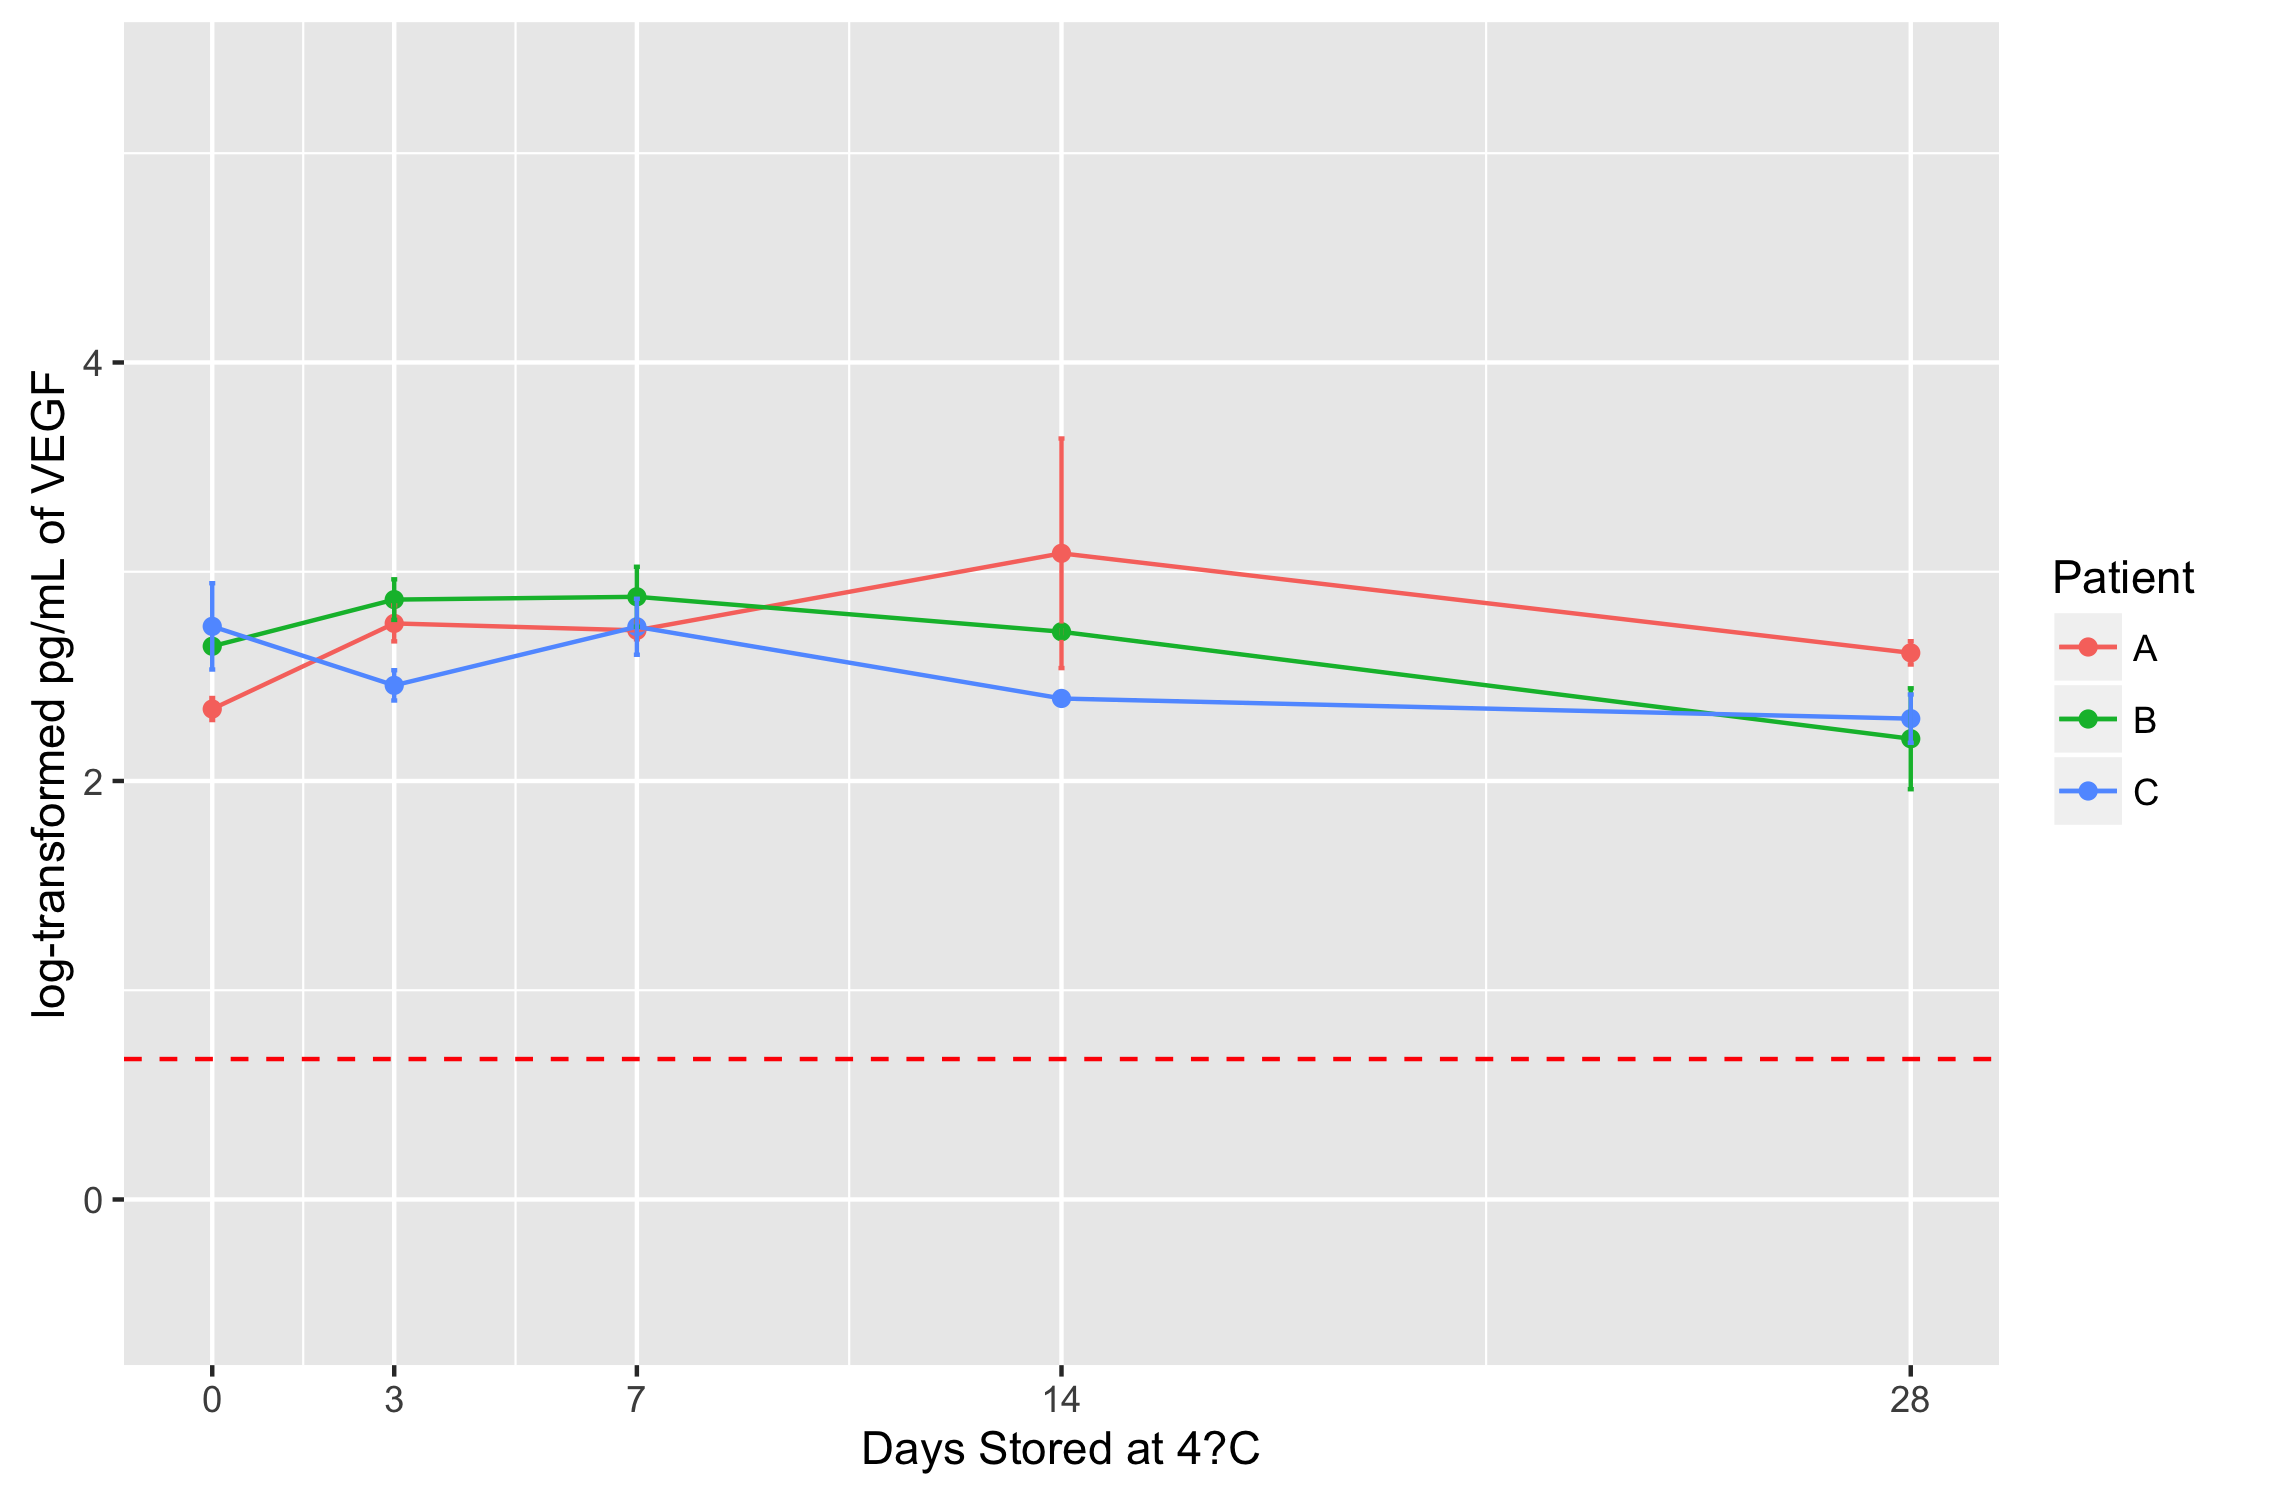 log-transformed pg/mL of VEGF
4
2
0
0 3 7 14 28
Days Stored at 4?C
Patient
A
B
C